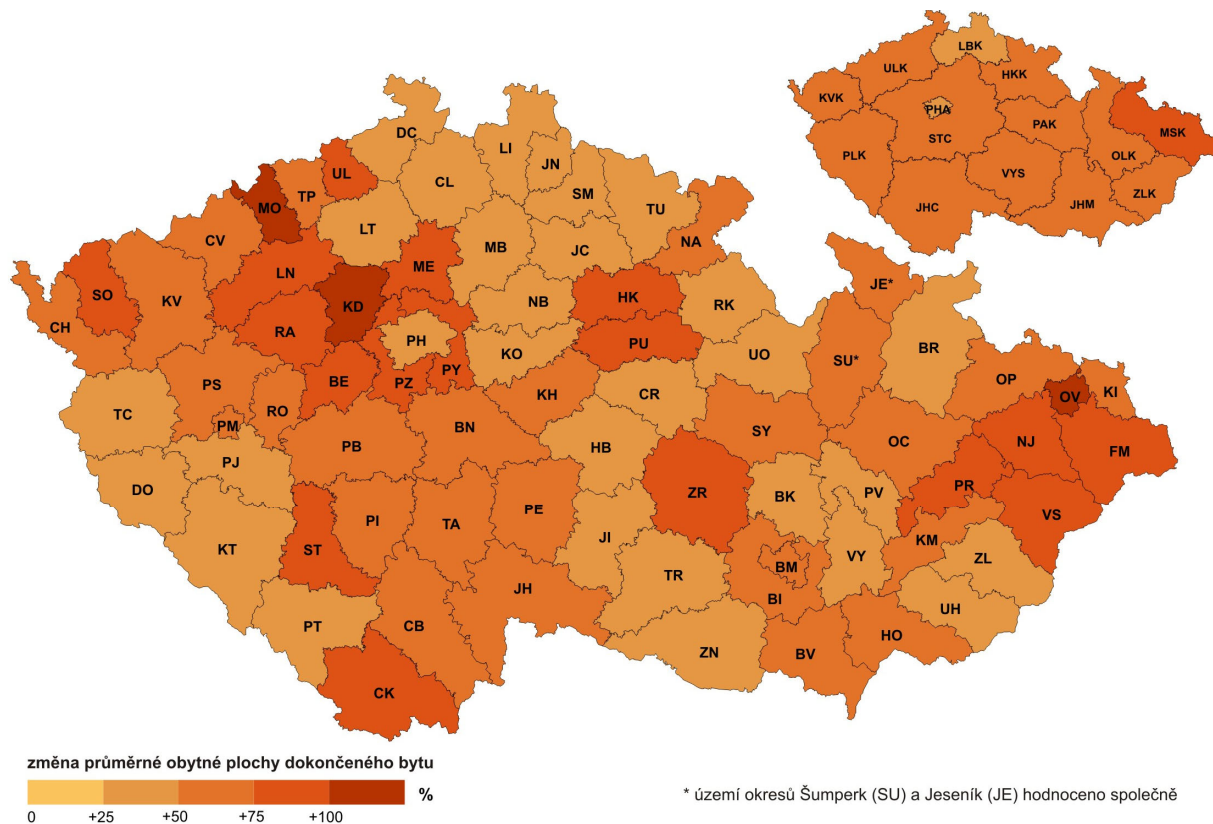 LBK
ULK
HKK
KVK
PHA
PAK
MSK
STC
PLK
OLK
VYS
ZLK
JHC
JHM
DC
LI
JN
UL
CL
SM
TP
MO
TU
LT
CV
NA
MB
JC
ME
LN
JE*
SO
KV
NB
HK
RK
KD
CH
RA
PH
PU
KO
UO
SU*
BR
PY
OP
BE
PZ
PS
KH
CR
KI
OV
RO
TC
PM
BN
SY
OC
NJ
PB
HB
FM
PJ
DO
ZR
BK
PV
PR
PE
VS
PI
TA
JI
KM
KT
ST
VY
ZL
BM
TR
JH
BI
UH
PT
CB
HO
ZN
BV
CK
změna průměrné obytné plochy dokončeného bytu
%
0 +25 +50 +75 +100
* území okresů Šumperk (SU) a Jeseník (JE) hodnoceno společně